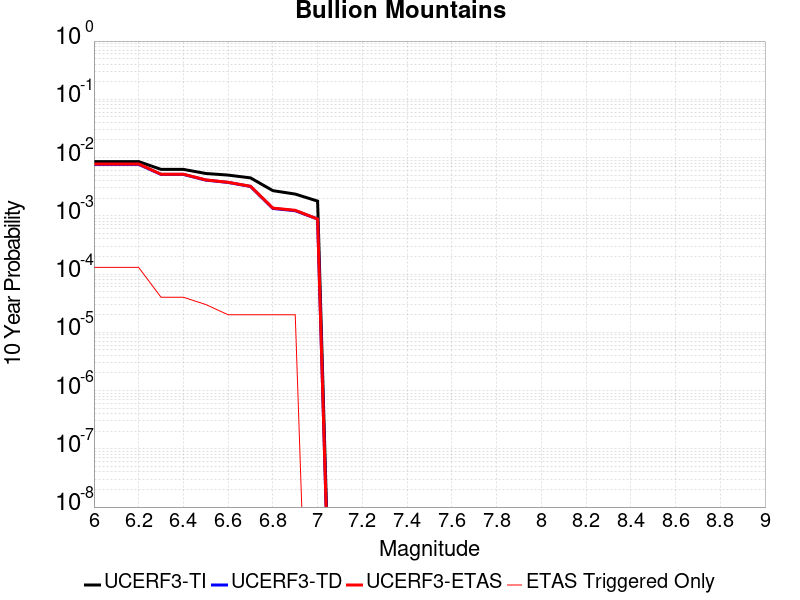 Bullion Mountains
10 Year Probability
10^0
10^-1
10^-2
10^-3
10^-4
10^-5
10^-6
10^-7
10^-8
6 6.2 6.4 6.6 6.8 7 7.2 7.4 7.6 7.8 8 8.2 8.4 8.6 8.8 9
Magnitude
UCERF3-TI UCERF3-TD UCERF3-ETAS ETAS Triggered Only